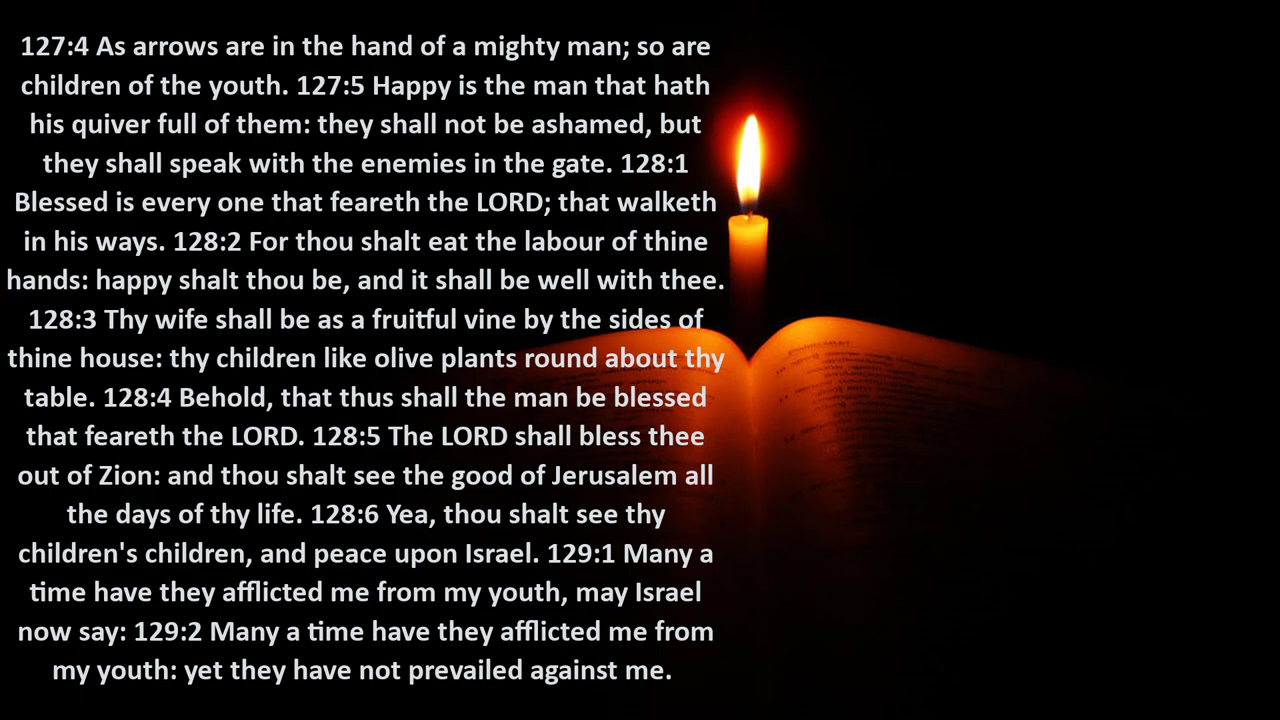 127:4 As arrows are in the hand of a mighty man; so are
children of the youth. 127:5 Happy is the man that hath
his quiver full of them: they shall not be ashamed, but
they shall speak with the enemies in the gate. 128:1
Blessed is every one that feareth the LORD; that walketh
in his ways. 128:2 For thou shalt eat the labour of thine
hands: happy shalt thou be, and it shall be well with thee.
128:3 Thy wife shall be as a fruitful vine by the sides of
thine house: thy children like olive plants round about thy
table. 128:4 Behold, that thus shall the man be blessed
that feareth the LORD. 128:5 The LORD shall bless thee
out of Zion: and thou shalt see the good of Jerusalem all
the days of thy life. 128:6 Yea, thou shalt see thy
children's children, and peace upon Israel. 129:1 Many a
time have they afflicted me from my youth, may Israel
now say: 129:2 Many a time have they afflicted me from
my youth: yet they have not prevailed against me.